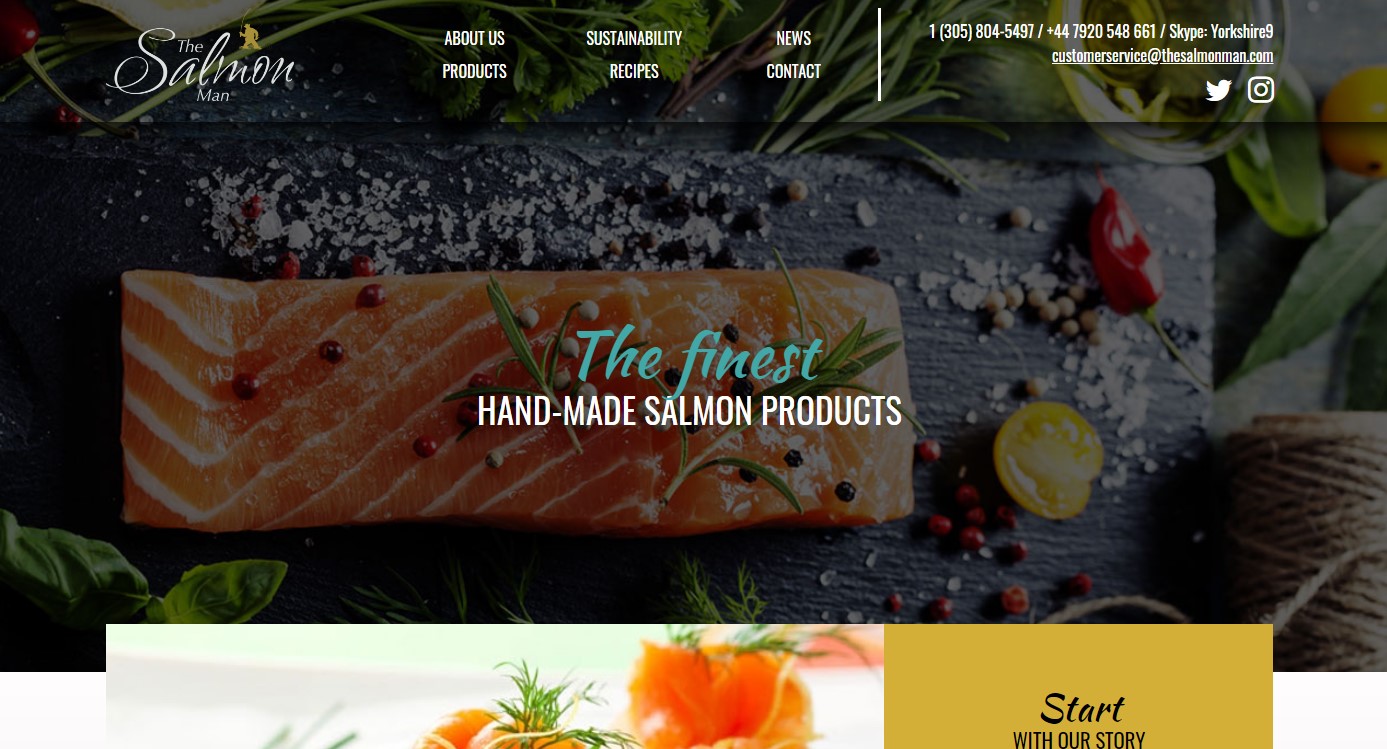 The
Salmon
Man
ABOUT US
SUSTAINABILITY
NEWS
PRODUCTS
RECIPES
CONTACT
1 (305) 804-5497 / +44 7920 548 661 / Skype: Yorkshire9
customerservice@thesalmonman.com
The finest
HAND-MADE SALMON PRODUCTS
Start
WITH OUR STORY